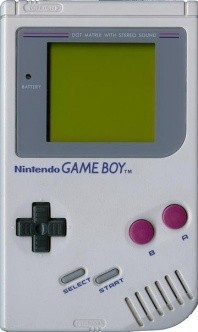 DOT MATRIX WITH STEREO SOUND
BATTERY
Nintendo GAME BOY TM
B
A
SELECT
START